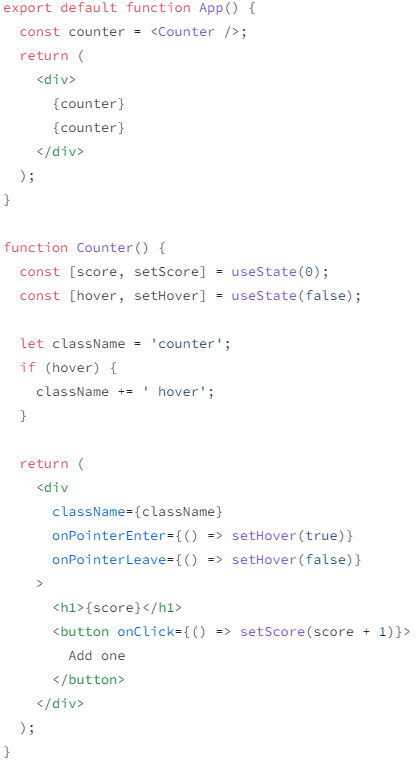 export default function App() {
  const counter = <Counter />;
  return (
    <div>
      {counter}
      {counter}
    </div>
  );
}

function Counter() {
  const [score, setScore] = useState(0);
  const [hover, setHover] = useState(false);

  let className = 'counter';
  if (hover) {
    className += ' hover';
  }

  return (
    <div
      className={className}
      onPointerEnter={() => setHover(true)}
      onPointerLeave={() => setHover(false)}
    >
      <h1>{score}</h1>
      <button onClick={() => setScore(score + 1)}>
        Add one
      </button>
    </div>
  );
}